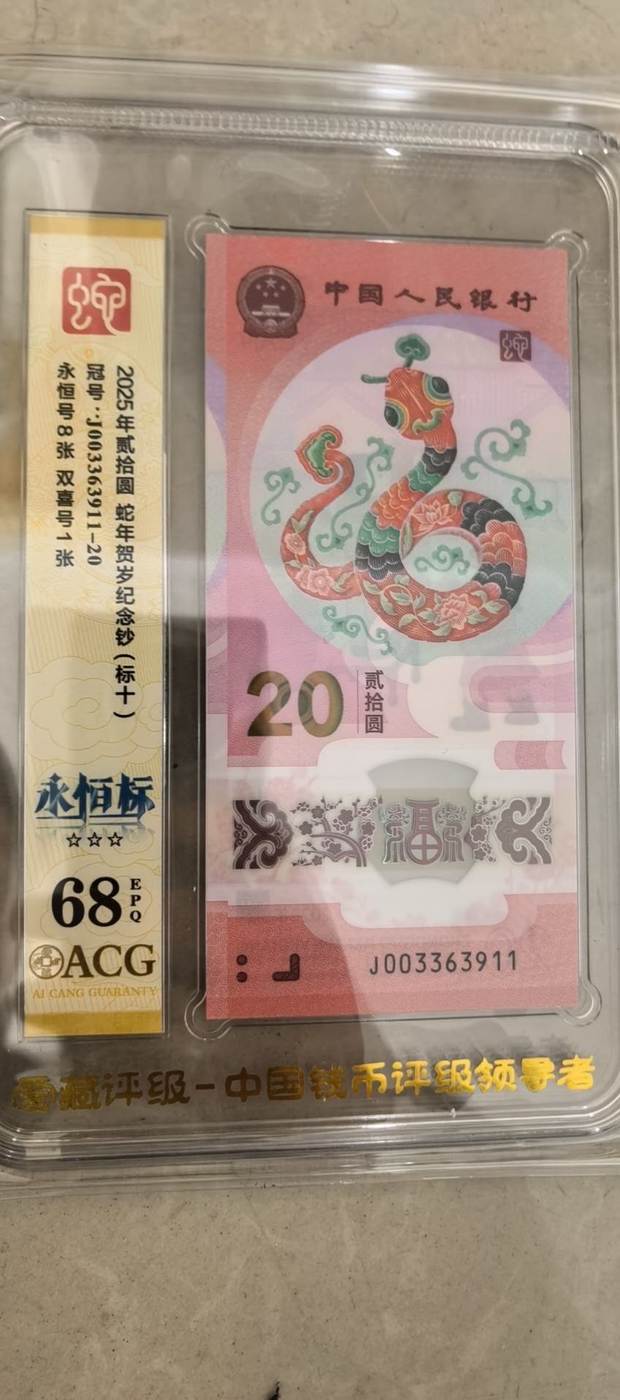 蛇
2025年贰拾圆 蛇年贺岁纪念钞(标十)
冠号:J003363911-20
永恒号8张 双喜号1张
永恒标
☆☆☆
68 EPQ
ACG
AI CANG GUARANTY
中国人民银行
蛇
20 贰拾圆
福
J003363911
爱藏评级-中国钱币评级领导者